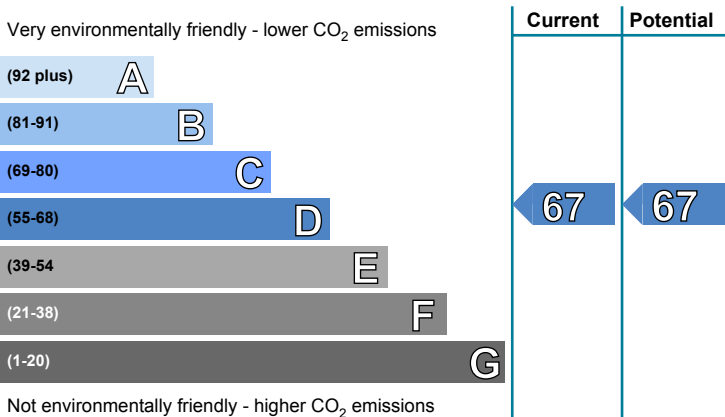 Current Potential
Very environmentally friendly - lower CO₂ emissions
(92 plus) A
(81-91) B
(69-80) C
(55-68) D 67 67
(39-54 E
(21-38) F
(1-20) G
Not environmentally friendly - higher CO₂ emissions